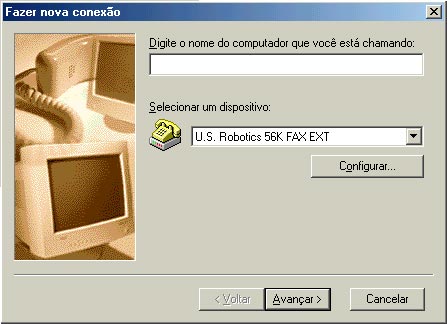 Fazer nova conexão
Digite o nome do computador que você está chamando:
Selecionar um dispositivo:
U.S. Robotics 56K FAX EXT
Configurar...
< Voltar
Avançar >
Cancelar